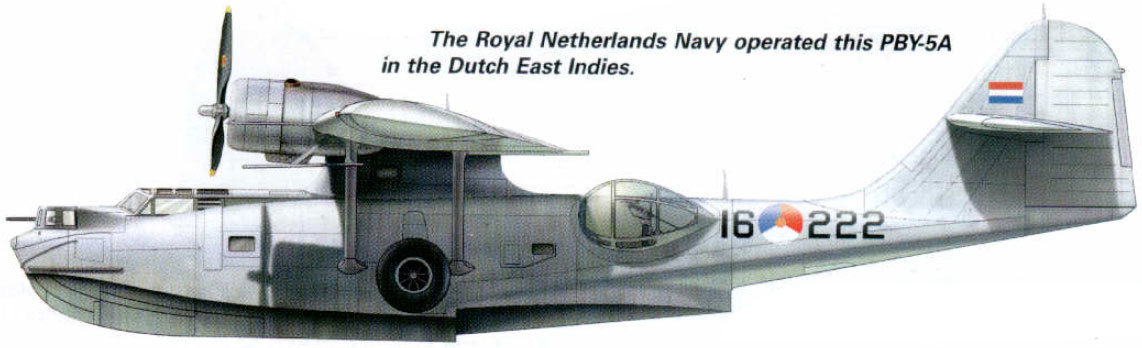 The Royal Netherlands Navy operated this PBY-5A
in the Dutch East Indies.
16 222